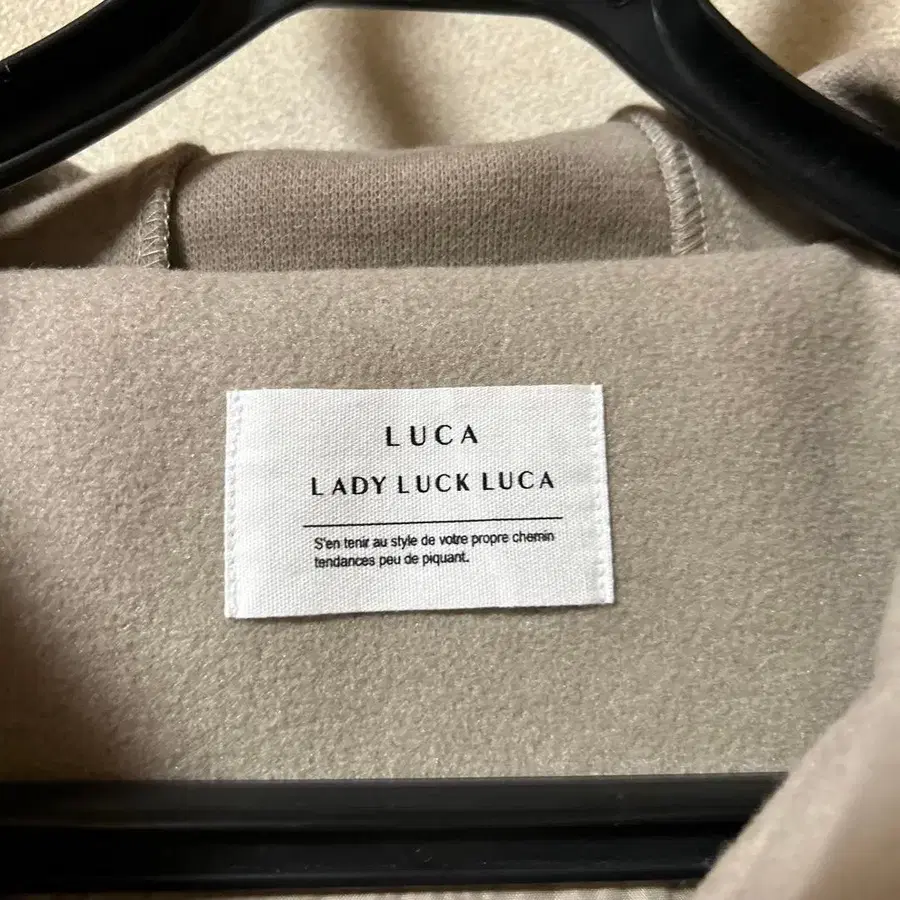 LUCA
LADY LUCK LUCA
S'en tenir au style de votre propre chemin
tendances peu de piquant.